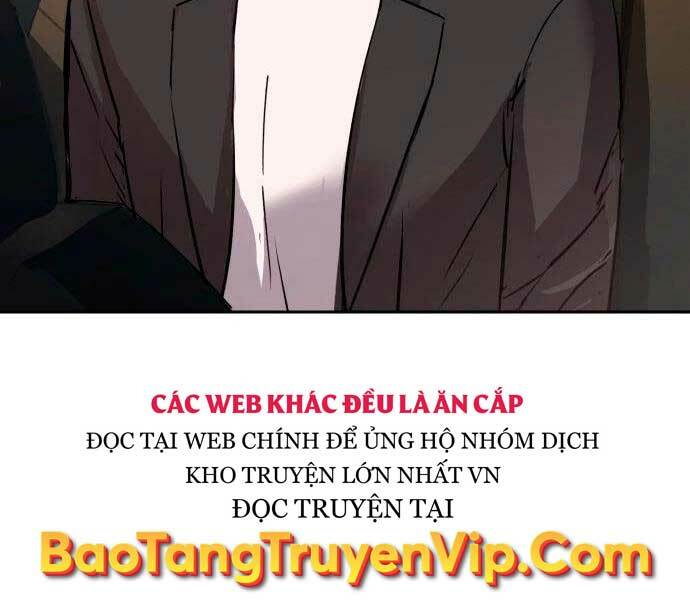 CÁC WEB KHÁC ĐỀU LÀ ĂN CẮP
ĐỌC TẠI WEB CHÍNH ĐỂ ỦNG HỘ NHÓM DỊCH
KHO TRUYỆN LỚN NHẤT VN
ĐỌC TRUYỆN TẠI
BaoTangTruyenVip.Com